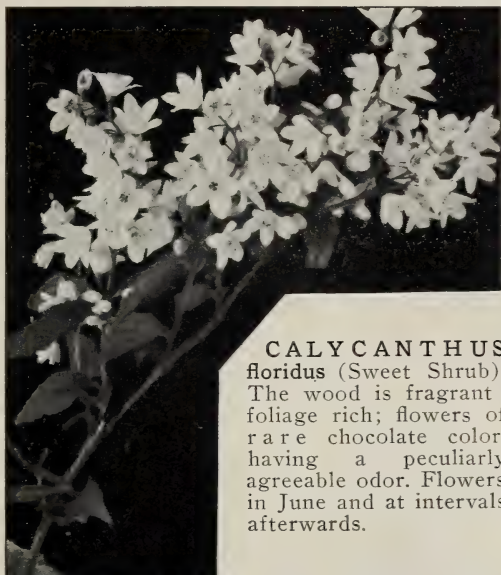 CALYCANTHUS
floridus (Sweet Shrub)
The wood is fragrant
foliage rich; flowers of
rare chocolate color
having a peculiarly
agreeable odor. Flowers
in June and at intervals
afterwards.